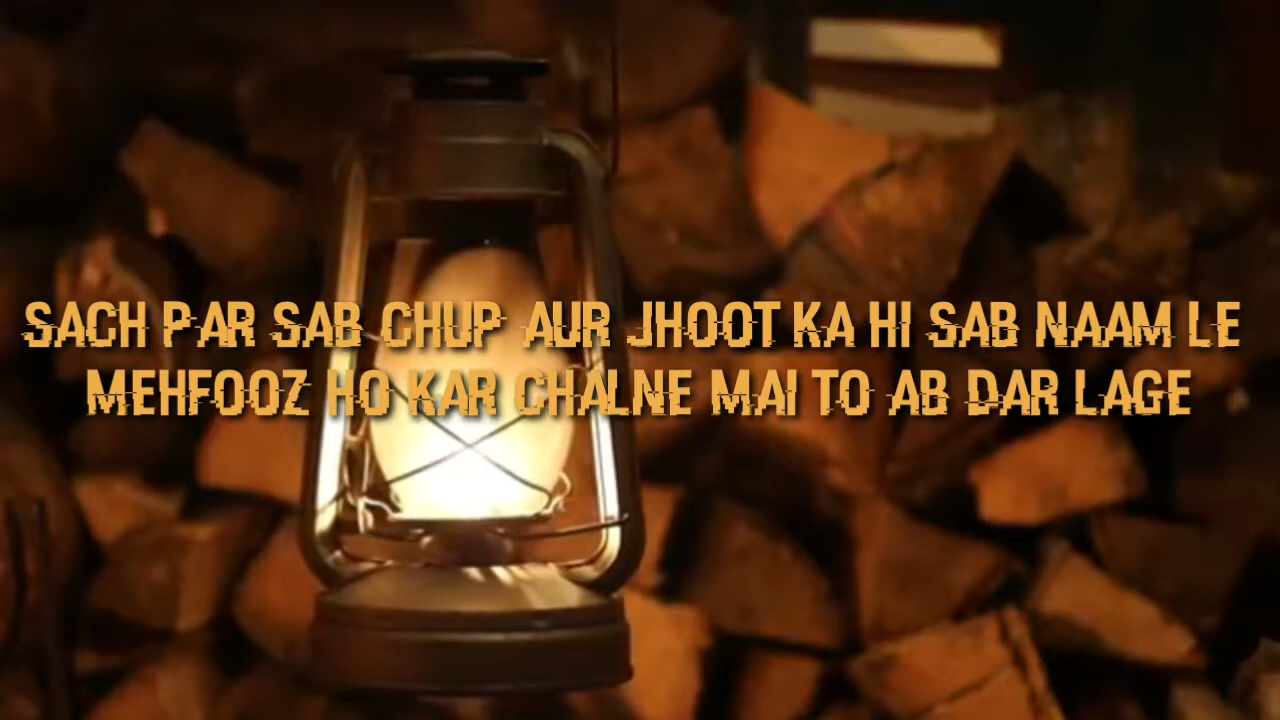 SACH PAR SAB CHUP AUR JHOOT KA HI SAB NAAM LE
MEHFOOZ HO KAR CHALNE MAI TO AB DAR LAGE